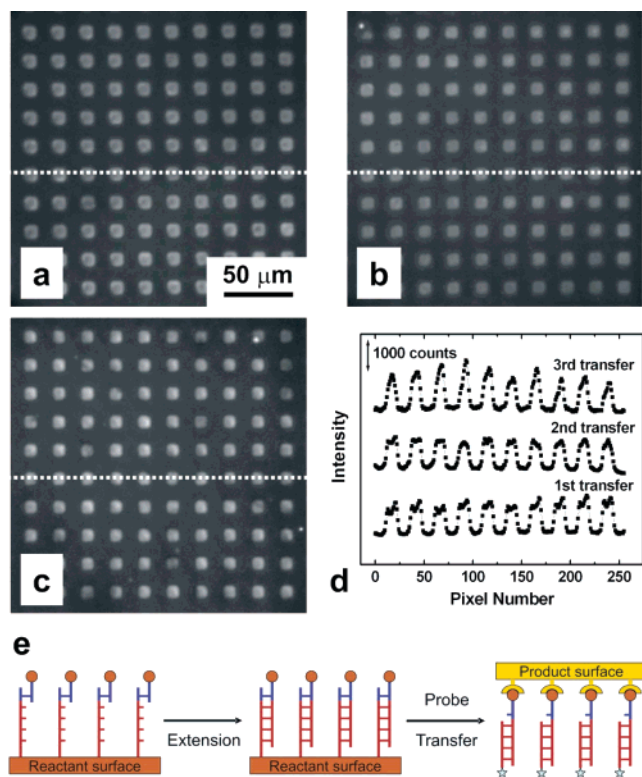 a
50 μm
b
c
1000 counts
3rd transfer
2nd transfer
1st transfer
Intensity
0 50 100 150 200 250
Pixel Number
d
e
Extension
Probe
Transfer
Product surface
Reactant surface
Reactant surface